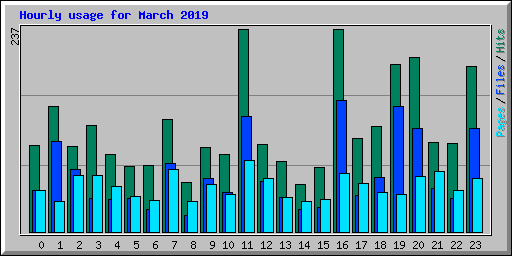 Hourly usage for March 2019
237
Pages/Files/Hits
0 1 2 3 4 5 6 7 8 9 10 11 12 13 14 15 16 17 18 19 20 21 22 23